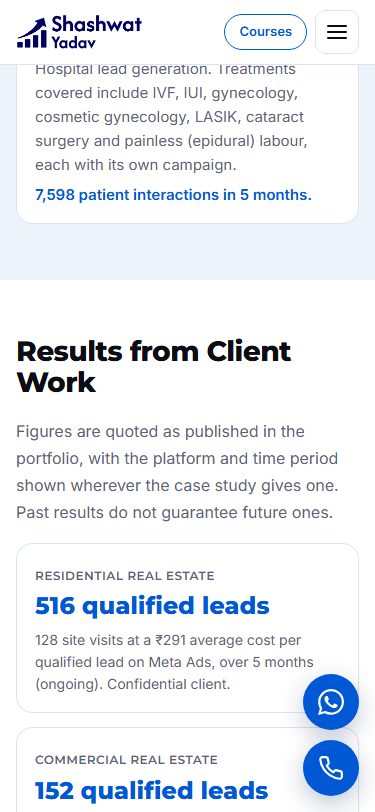 Shashwat
Yadav
Courses
Hospital lead generation. Treatments
covered include IVF, IUI, gynecology,
cosmetic gynecology, LASIK, cataract
surgery and painless (epidural) labour,
each with its own campaign.
7,598 patient interactions in 5 months.
Results from Client
Work
Figures are quoted as published in the
portfolio, with the platform and time period
shown wherever the case study gives one.
Past results do not guarantee future ones.
RESIDENTIAL REAL ESTATE
516 qualified leads
128 site visits at a ₹291 average cost per
qualified lead on Meta Ads, over 5 months
(ongoing). Confidential client.
COMMERCIAL REAL ESTATE
152 qualified leads